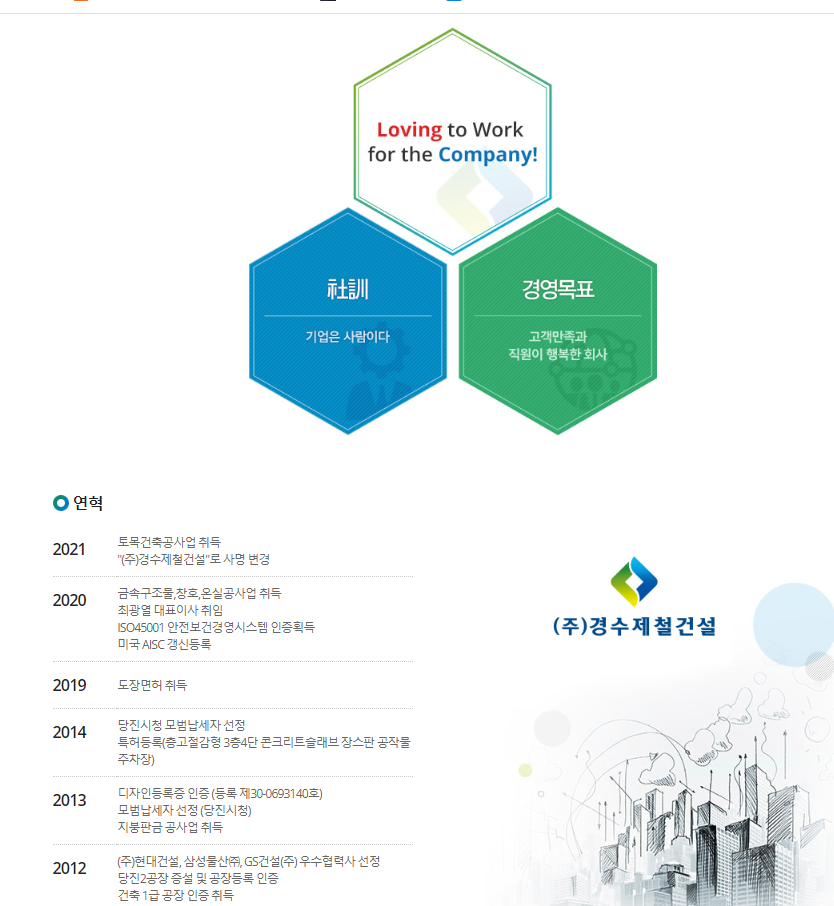 Loving to Work
for the Company!
社訓
기업은 사람이다
경영목표
고객만족과
직원이 행복한 회사
연혁
2021
토목건축공사업 취득
"(주)경수제철건설"로 사명 변경
2020
금속구조물,창호,온실공사업 취득
최광열 대표이사 취임
ISO45001 안전보건경영시스템 인증획득
미국 AISC 갱신등록
2019
도장면허 취득
2014
당진시청 모범납세자 선정
특허등록(층고절감형 3층4단 콘크리트슬래브 장스판 공작물
주차장)
2013
디자인등록증 인증 (등록 제30-0693140호)
모범납세자 선정 (당진시청)
지붕판금 공사업 취득
2012
(주)현대건설, 삼성물산㈜, GS건설(주) 우수협력사 선정
당진2공장 증설 및 공장등록 인증
건축 1급 공장 인증 취득
(주)경수제철건설